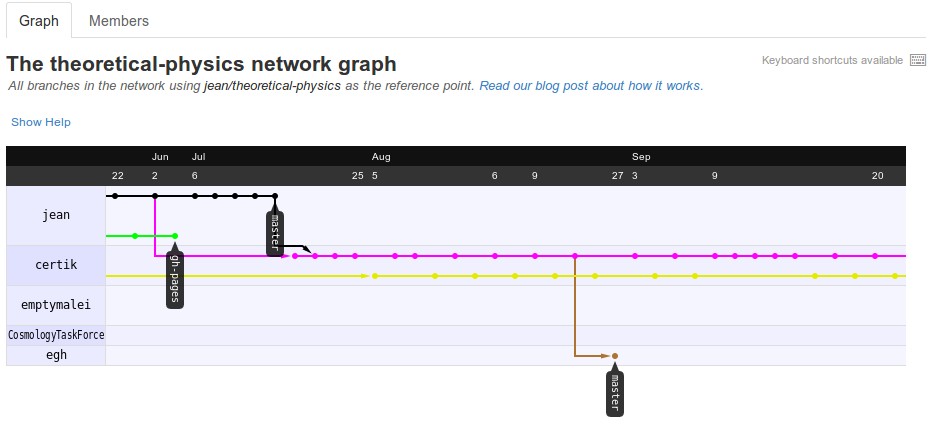 Graph Members
The theoretical-physics network graph
Keyboard shortcuts available
All branches in the network using jean/theoretical-physics as the reference point. Read our blog post about how it works.
Show Help
Jun Jul Aug Sep
22 2 6 25 5 6 9 27 3 9 20
jean
master
certik
gh-pages
emptymalei
CosmologyTaskForce
egh
master